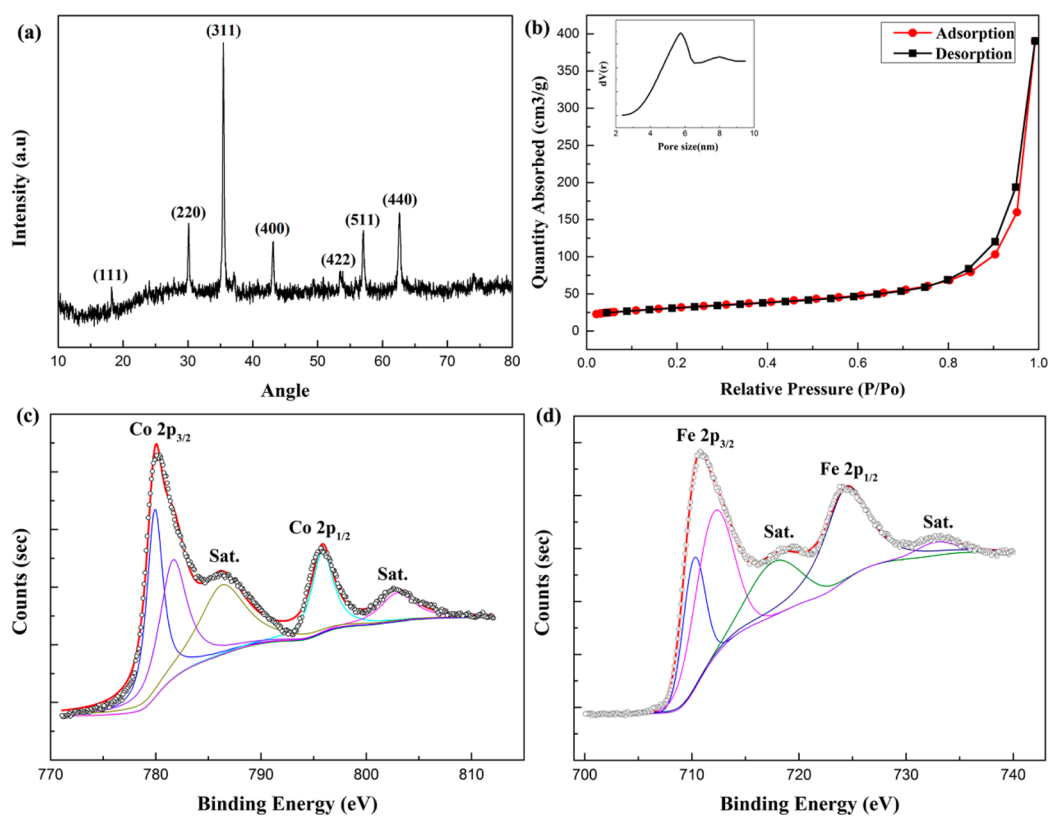 (a)
(311)
(220)
(440)
(511)
(400)
(422)
(111)
Intensity (a.u)
10 20 30 40 50 60 70 80
Angle
(b)
Adsorption
Desorption
dV(r)
2 4 6 8 10
Pore size(nm)
400
350
300
250
200
150
100
50
0
Quantity Absorbed (cm3/g)
0.0 0.2 0.4 0.6 0.8 1.0
Relative Pressure (P/Po)
(c)
Co 2p3/2
Co 2p1/2
Sat.
Sat.
Counts (sec)
770 780 790 800 810
Binding Energy (eV)
(d)
Fe 2p3/2
Fe 2p1/2
Sat.
Sat.
Counts (sec)
700 710 720 730 740
Binding Energy (eV)